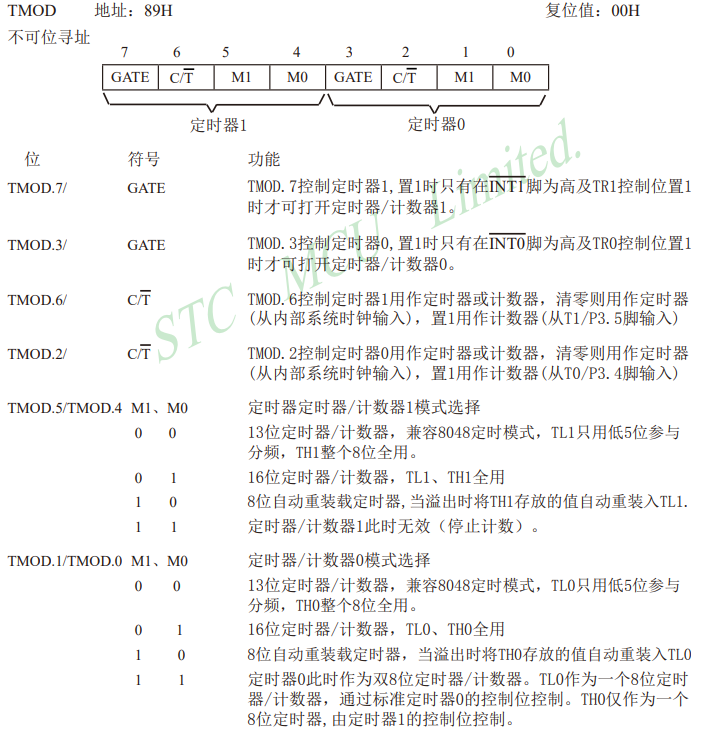 TMOD 地址：89H 复位值：00H
不可位寻址
7 6 5 4 3 2 1 0
GATE C/T̅ M1 M0 GATE C/T̅ M1 M0
定时器1 定时器0
位 符号 功能
TMOD.7/ GATE TMOD.7控制定时器1,置1时只有在I̅N̅T̅1̅脚为高及TR1控制位置1
时才可打开定时器/计数器1。
TMOD.3/ GATE TMOD.3控制定时器0,置1时只有在I̅N̅T̅0̅脚为高及TR0控制位置1
时才可打开定时器/计数器0。
TMOD.6/ C/T̅ TMOD.6控制定时器1用作定时器或计数器，清零则用作定时器
(从内部系统时钟输入)，置1用作计数器(从T1/P3.5脚输入)
TMOD.2/ C/T̅ TMOD.2控制定时器0用作定时器或计数器，清零则用作定时器
(从内部系统时钟输入)，置1用作计数器(从T0/P3.4脚输入)
TMOD.5/TMOD.4 M1、M0 定时器定时器/计数器1模式选择
0 0 13位定时器/计数器，兼容8048定时模式，TL1只用低5位参与
分频，TH1整个8位全用。
0 1 16位定时器/计数器，TL1、TH1全用
1 0 8位自动重装载定时器,当溢出时将TH1存放的值自动重装入TL1.
1 1 定时器/计数器1此时无效（停止计数）。
TMOD.1/TMOD.0 M1、M0 定时器/计数器0模式选择
0 0 13位定时器/计数器，兼容8048定时模式，TL0只用低5位参与
分频，TH0整个8位全用。
0 1 16位定时器/计数器，TL0、TH0全用
1 0 8位自动重装载定时器，当溢出时将TH0存放的值自动重装入TL0
1 1 定时器0此时作为双8位定时器/计数器。TL0作为一个8位定时
器/计数器，通过标准定时器0的控制位控制。TH0仅作为一个
8位定时器,由定时器1的控制位控制。
STC MCU Limited.